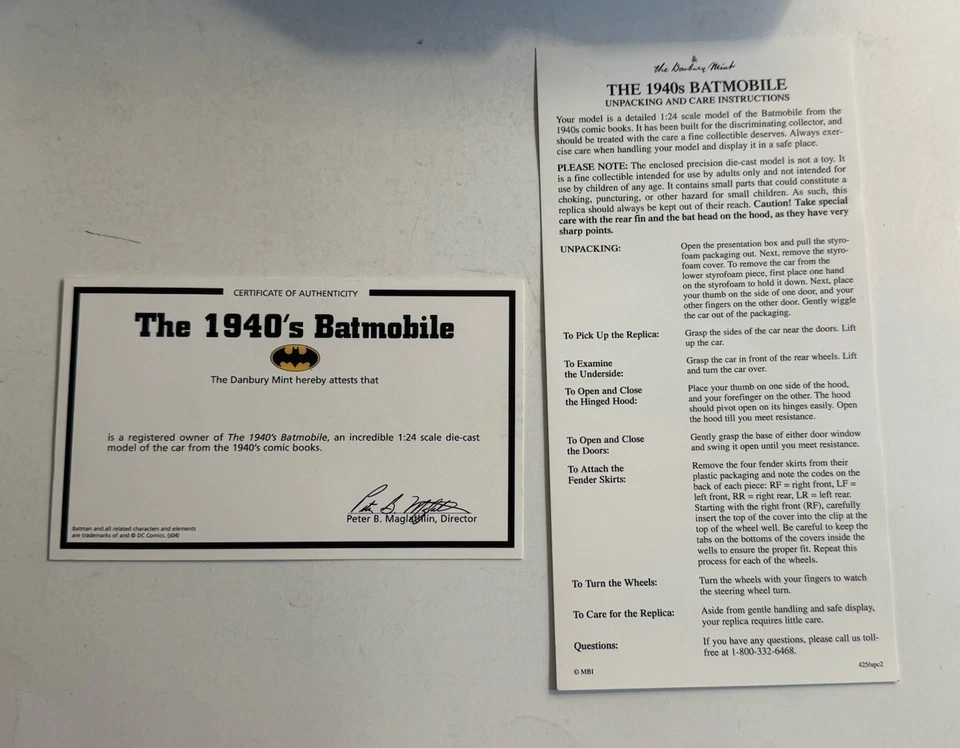 CERTIFICATE OF AUTHENTICITY
The 1940's Batmobile
The Danbury Mint hereby attests that
is a registered owner of The 1940's Batmobile, an incredible 1:24 scale die-cast
model of the car from the 1940's comic books.
Peter B. Maglathlin, Director
Batman and all related characters and elements
are trademarks of and © DC Comics. (s04)
the Danbury Mint
THE 1940s BATMOBILE
UNPACKING AND CARE INSTRUCTIONS
Your model is a detailed 1:24 scale model of the Batmobile from the
1940s comic books. It has been built for the discriminating collector, and
should be treated with the care a fine collectible deserves. Always exer-
cise care when handling your model and display it in a safe place.
PLEASE NOTE: The enclosed precision die-cast model is not a toy. It
is a fine collectible intended for use by adults only and not intended for
use by children of any age. It contains small parts that could constitute a
choking, puncturing, or other hazard for small children. As such, this
replica should always be kept out of their reach. Caution! Take special
care with the rear fin and the bat head on the hood, as they have very
sharp points.
UNPACKING:
Open the presentation box and pull the styro-
foam packaging out. Next, remove the styro-
foam cover. To remove the car from the
lower styrofoam piece, first place one hand
on the styrofoam to hold it down. Next, place
your thumb on the side of one door, and your
other fingers on the other door. Gently wiggle
the car out of the packaging.
To Pick Up the Replica:
Grasp the sides of the car near the doors. Lift
up the car.
To Examine
the Underside:
Grasp the car in front of the rear wheels. Lift
and turn the car over.
To Open and Close
the Hinged Hood:
Place your thumb on one side of the hood,
and your forefinger on the other. The hood
should pivot open on its hinges easily. Open
the hood till you meet resistance.
To Open and Close
the Doors:
Gently grasp the base of either door window
and swing it open until you meet resistance.
To Attach the
Fender Skirts:
Remove the four fender skirts from their
plastic packaging and note the codes on the
back of each piece: RF = right front, LF =
left front, RR = right rear, LR = left rear.
Starting with the right front (RF), carefully
insert the top of the cover into the clip at the
top of the wheel well. Be careful to keep the
tabs on the bottoms of the covers inside the
wells to ensure the proper fit. Repeat this
process for each of the wheels.
To Turn the Wheels:
Turn the wheels with your fingers to watch
the steering wheel turn.
To Care for the Replica:
Aside from gentle handling and safe display,
your replica requires little care.
Questions:
If you have any questions, please call us toll-
free at 1-800-332-6468.
© MBI
425/upc2